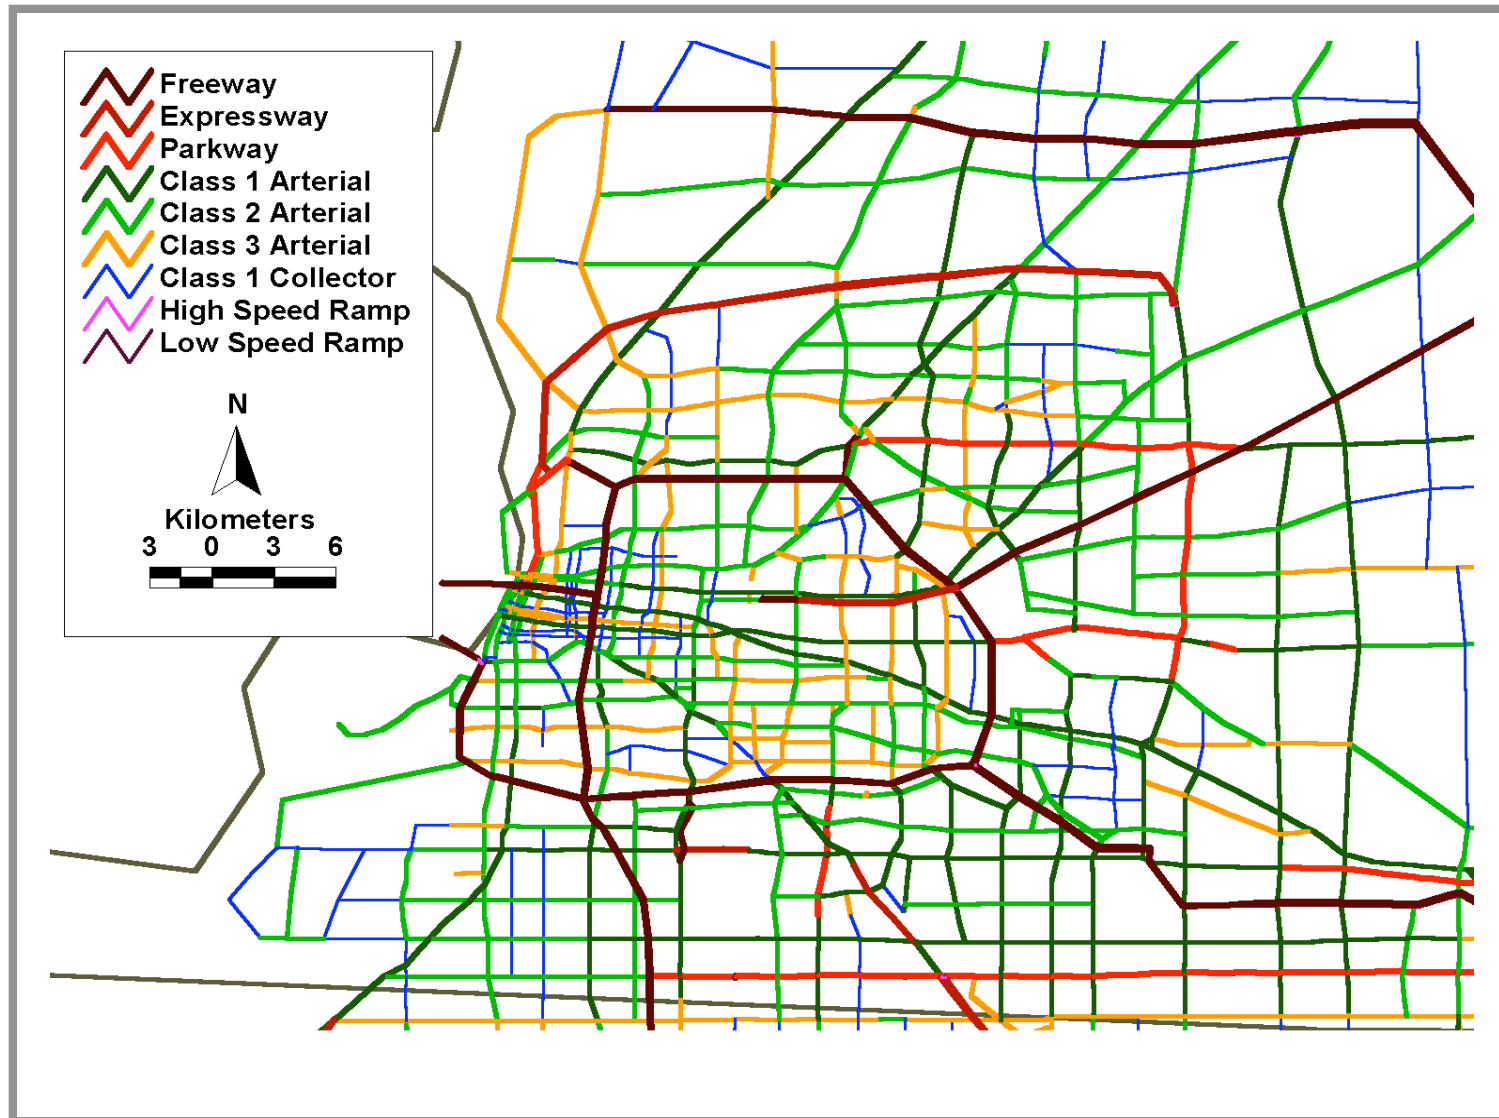 Freeway
Expressway
Parkway
Class 1 Arterial
Class 2 Arterial
Class 3 Arterial
Class 1 Collector
High Speed Ramp
Low Speed Ramp
N
Kilometers
3 0 3 6